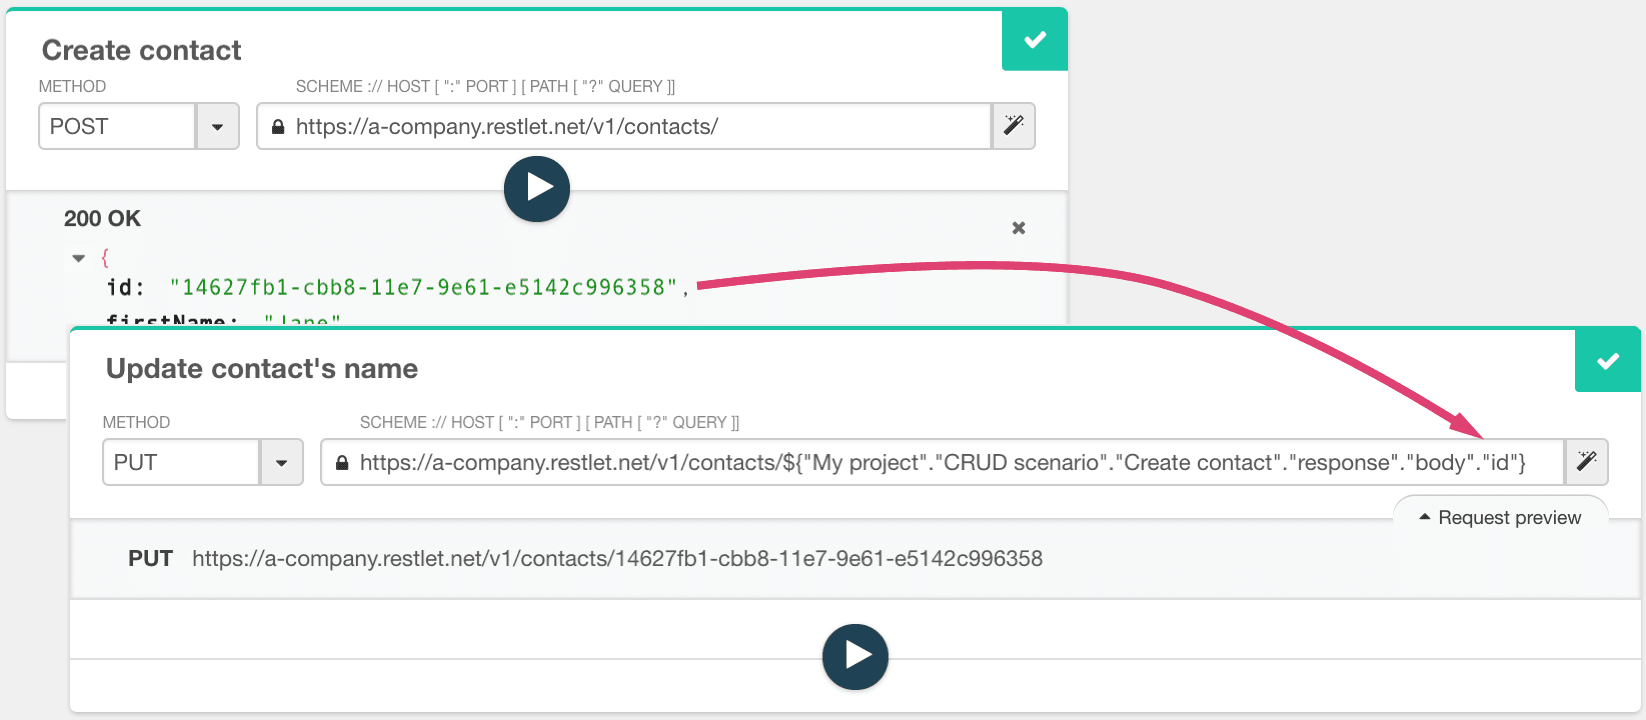 Create contact
METHOD SCHEME :// HOST [ ":" PORT ] [ PATH [ "?" QUERY ]]
POST https://a-company.restlet.net/v1/contacts/
200 OK
{
id: "14627fb1-cbb8-11e7-9e61-e5142c996358",
firstName: "Jane"
Update contact's name
METHOD SCHEME :// HOST [ ":" PORT ] [ PATH [ "?" QUERY ]]
PUT https://a-company.restlet.net/v1/contacts/${"My project"."CRUD scenario"."Create contact"."response"."body"."id"}
Request preview
PUT https://a-company.restlet.net/v1/contacts/14627fb1-cbb8-11e7-9e61-e5142c996358